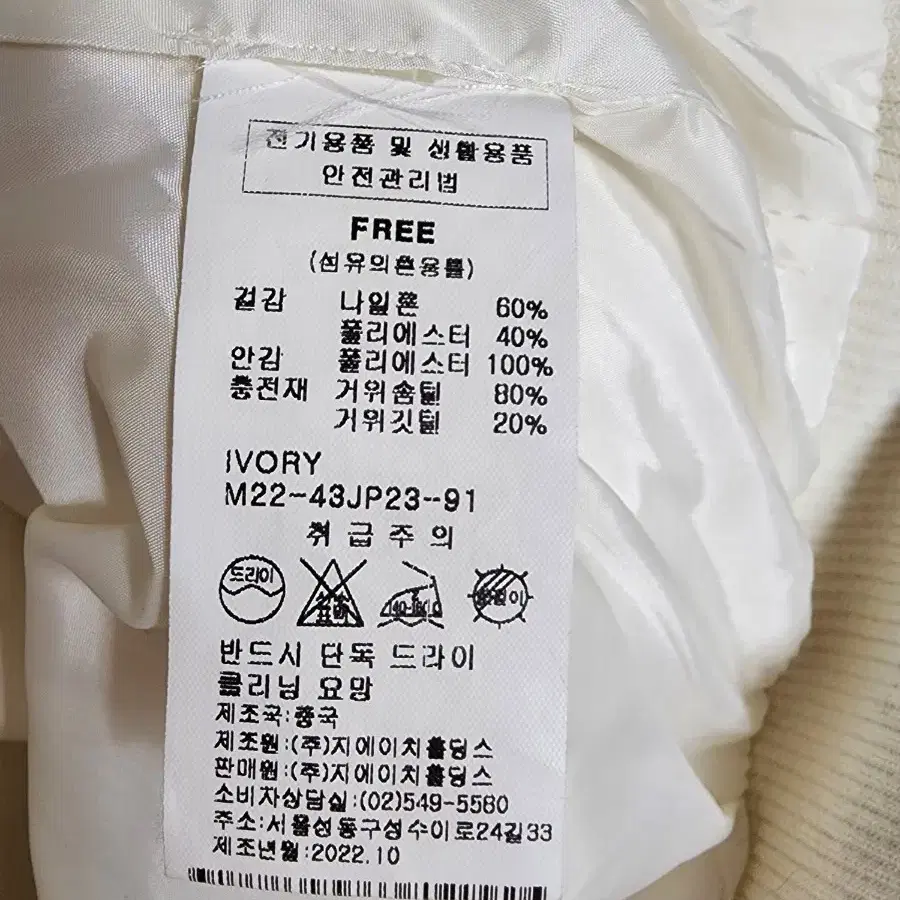 전기용품 및 생활용품
안전관리법
FREE
(섬유의혼용률)
겉감 나일론 60%
폴리에스터 40%
안감 폴리에스터 100%
충전재 거위솜털 80%
거위깃털 20%
IVORY
M22-43JP23-91
취급주의
드라이
표백
140-160℃
반드시 단독 드라이
클리닝 요망
제조국:중국
제조원:(주)지에이치홀딩스
판매원:(주)지에이치홀딩스
소비자상담실:(02)549-5580
주소:서울성동구성수이로24길33
제조년월:2022.10